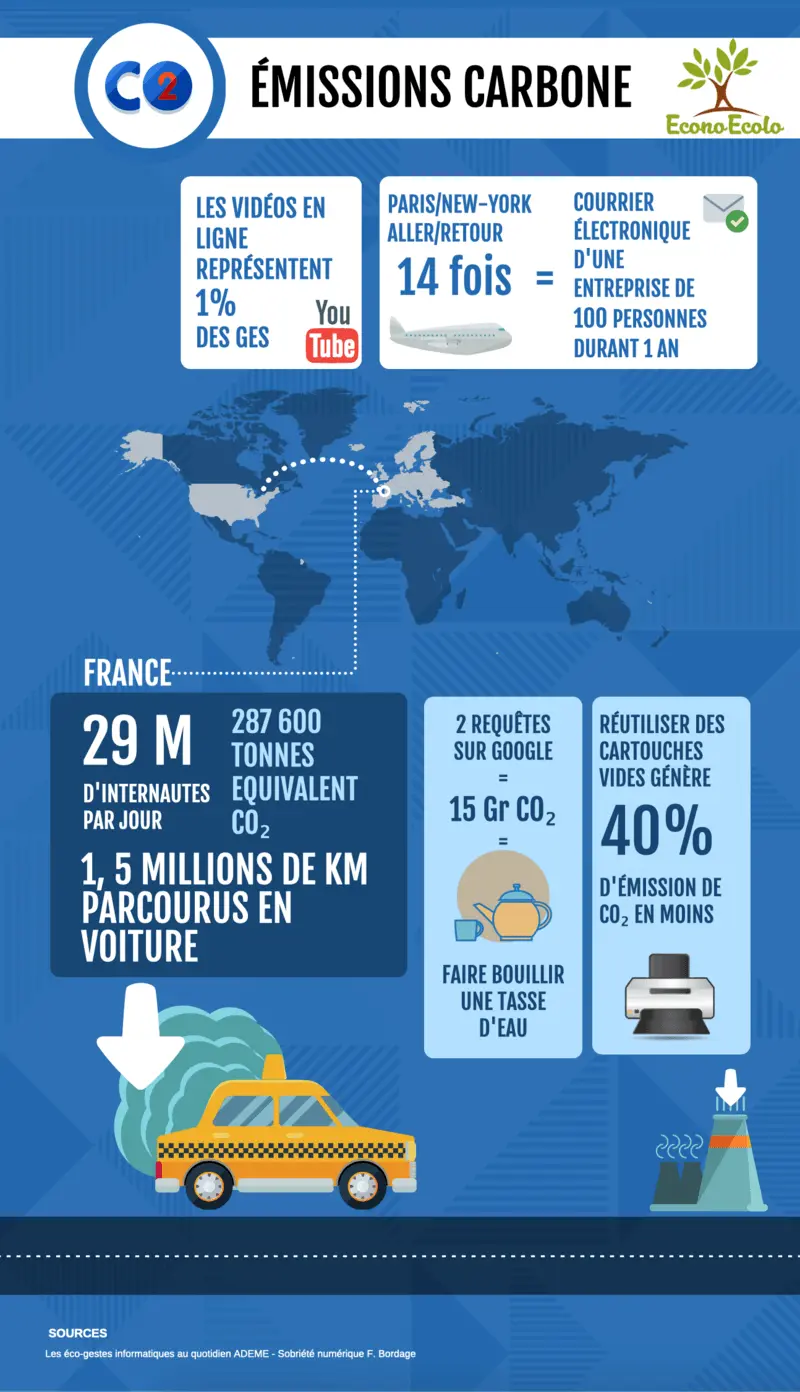 CO2
ÉMISSIONS CARBONE
EconoEcolo
LES VIDÉOS EN
LIGNE
REPRÉSENTENT
1%
DES GES
You
Tube
PARIS/NEW-YORK
ALLER/RETOUR
14 fois
=
COURRIER
ÉLECTRONIQUE
D'UNE
ENTREPRISE DE
100 PERSONNES
DURANT 1 AN
FRANCE
29 M
D'INTERNAUTES
PAR JOUR
287 600
TONNES
EQUIVALENT
CO₂
1, 5 MILLIONS DE KM
PARCOURUS EN
VOITURE
2 REQUÊTES
SUR GOOGLE
=
15 Gr CO₂
=
FAIRE BOUILLIR
UNE TASSE
D'EAU
RÉUTILISER DES
CARTOUCHES
VIDES GÉNÈRE
40%
D'ÉMISSION DE
CO₂ EN MOINS
SOURCES
Les éco-gestes informatiques au quotidien ADEME - Sobriété numérique F. Bordage